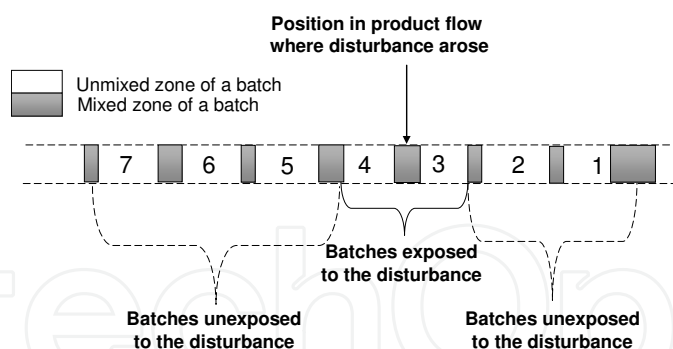 Position in product flow
where disturbance arose
Unmixed zone of a batch
Mixed zone of a batch
7 6 5 4 3 2 1
Batches exposed
to the disturbance
Batches unexposed
to the disturbance
Batches unexposed
to the disturbance